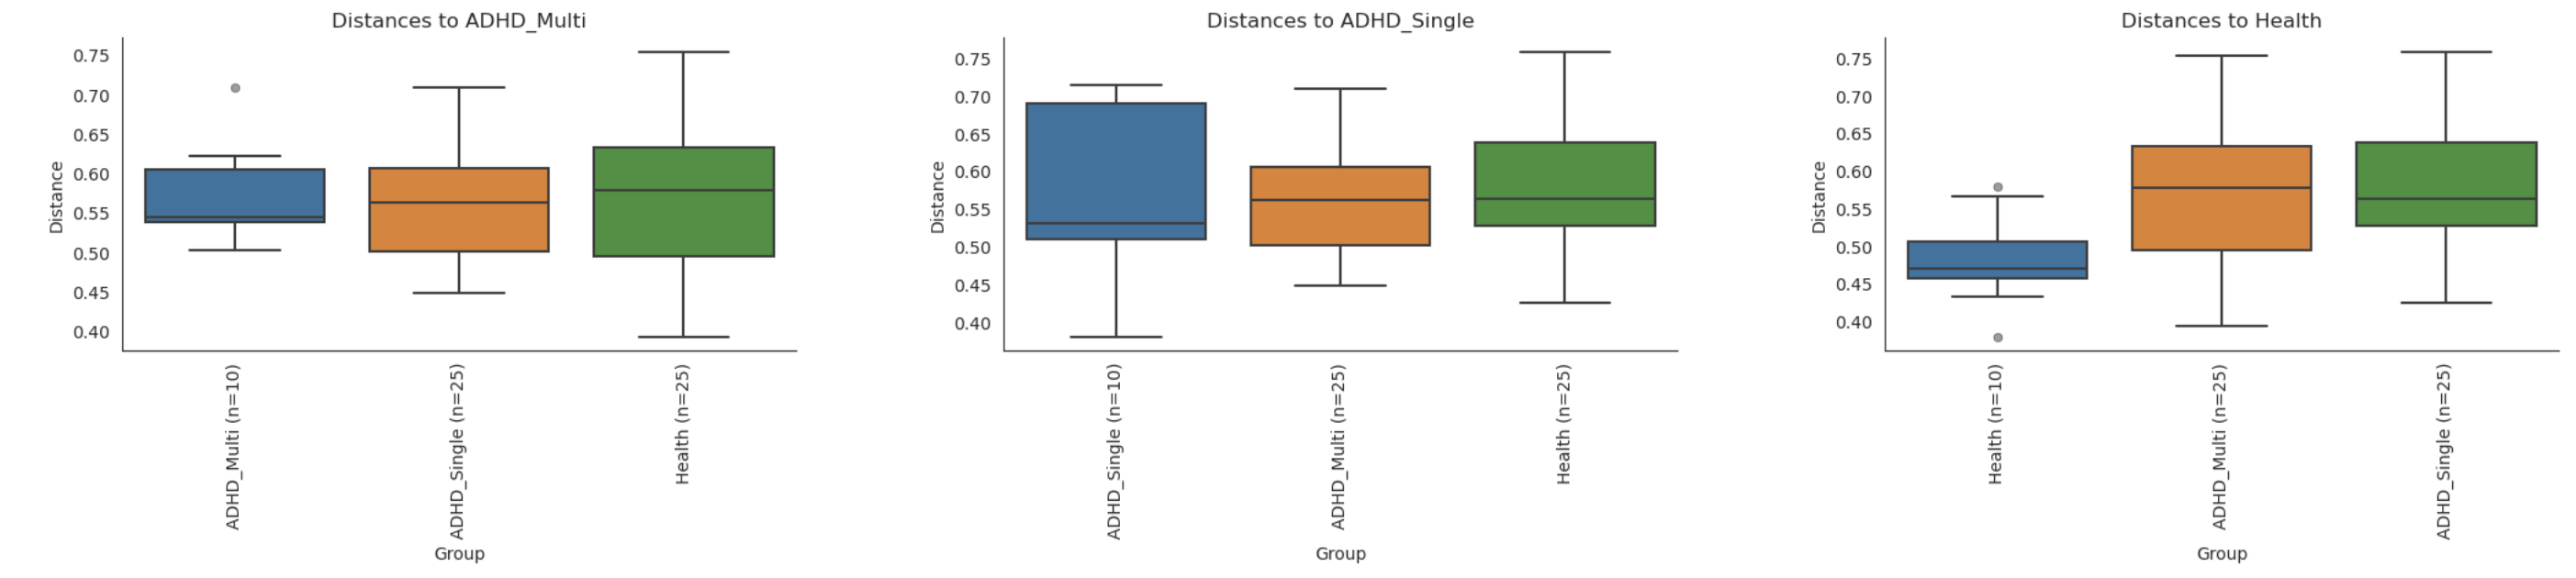 Distances to ADHD_Multi
0.75
0.70
0.65
0.60
0.55
0.50
0.45
0.40
Distance
ADHD_Multi (n=10)
ADHD_Single (n=25)
Health (n=25)
Group
Distances to ADHD_Single
0.75
0.70
0.65
0.60
0.55
0.50
0.45
0.40
Distance
ADHD_Single (n=10)
ADHD_Multi (n=25)
Health (n=25)
Group
Distances to Health
0.75
0.70
0.65
0.60
0.55
0.50
0.45
0.40
Distance
Health (n=10)
ADHD_Multi (n=25)
ADHD_Single (n=25)
Group